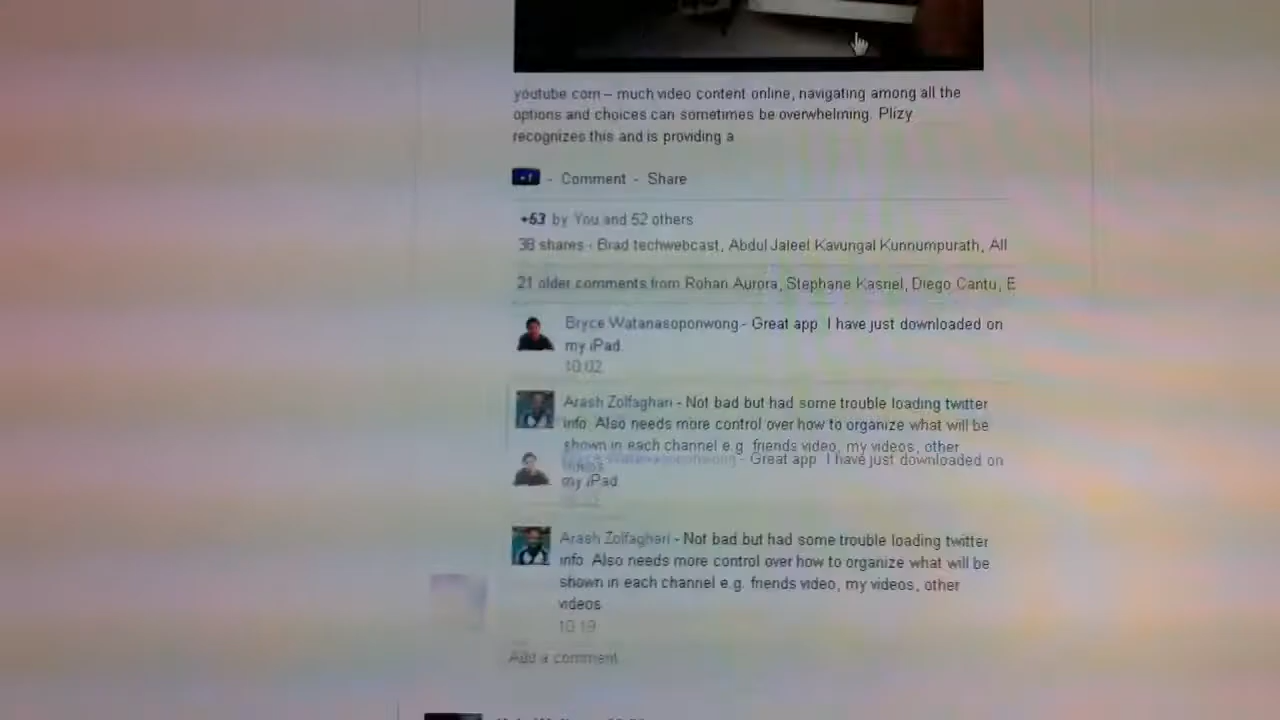 youtube.com – much video content online, navigating among all the
options and choices can sometimes be overwhelming. Plizy
recognizes this and is providing a
+1 - Comment - Share
+53 by You and 52 others
38 shares - Brad techwebcast, Abdul Jaleel Kavungal Kunnumpurath, All
21 older comments from Rohan Aurora, Stephane Kasriel, Diego Cantu, E
Bryce Watanasoponwong - Great app. I have just downloaded on
my iPad.
10:02
Arash Zolfaghari - Not bad but had some trouble loading twitter
info. Also needs more control over how to organize what will be
shown in each channel e.g. friends video, my videos, other
videos
Bryce Watanasoponwong - Great app. I have just downloaded on
my iPad
Arash Zolfaghari - Not bad but had some trouble loading twitter
info. Also needs more control over how to organize what will be
shown in each channel e.g. friends video, my videos, other
videos
10:19
Add a comment